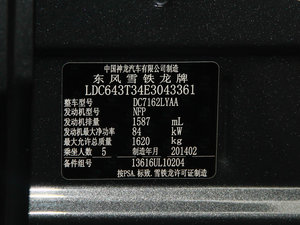 中国神龙汽车有限公司制造
东风雪铁龙牌
LDC643T34E3043361
整车型号 DC7162LYAA
发动机型号 NFP
发动机排量 1587 mL
发动机最大净功率 84 kW
最大允许总质量 1620 kg
乘坐人数 5 制造年月 201402
备件组号 13616UL10204
按PSA.标致.雪铁龙许可证制造